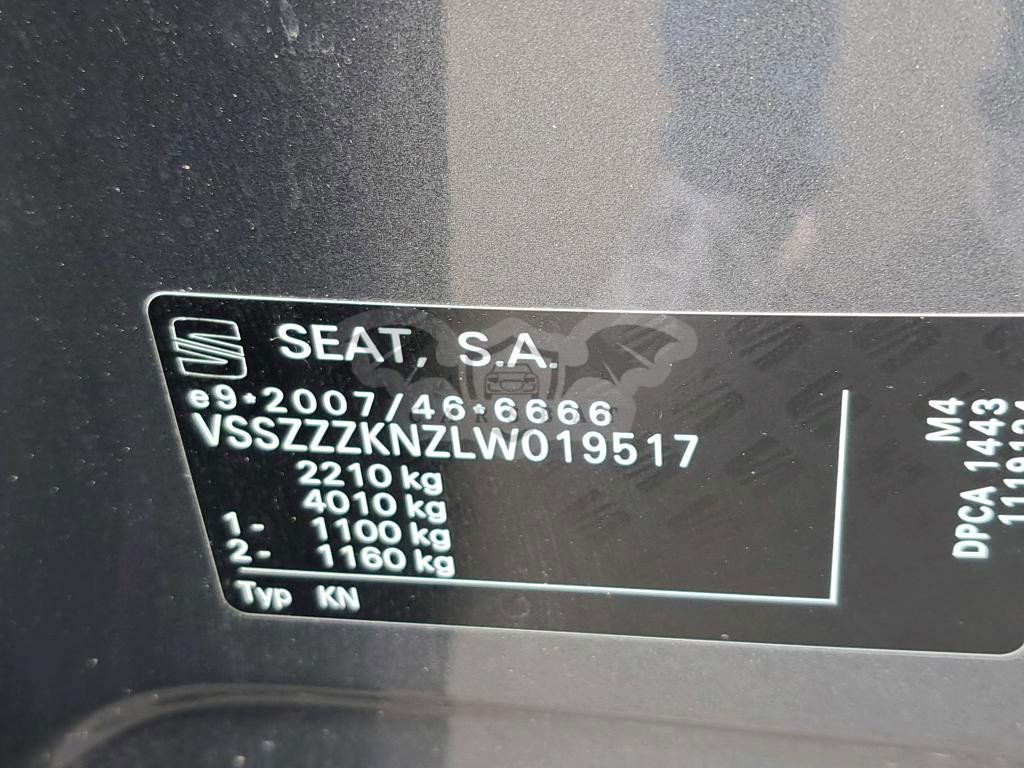 SEAT, S.A.
e9*2007/46*6666
VSSZZZKNZLW019517
2210 kg
4010 kg
1- 1100 kg
2- 1160 kg
Typ KN
M4
DPCA 1443